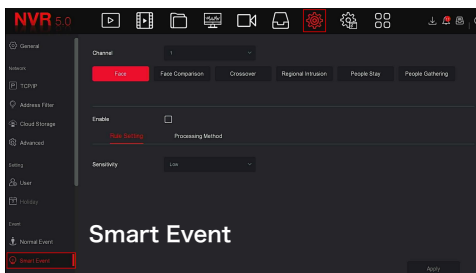 NVR 5.0
General
Channel
1
Network
Face
Face Comparison
Crossover
Regional Intrusion
People Stay
People Gathering
TCP/IP
Address Filter
Cloud Storage
Enable
Advanced
Rule Setting
Processing Method
Setting
Sensitivity
Low
User
Holiday
Event
Normal Event
Smart Event
Smart Event
Apply